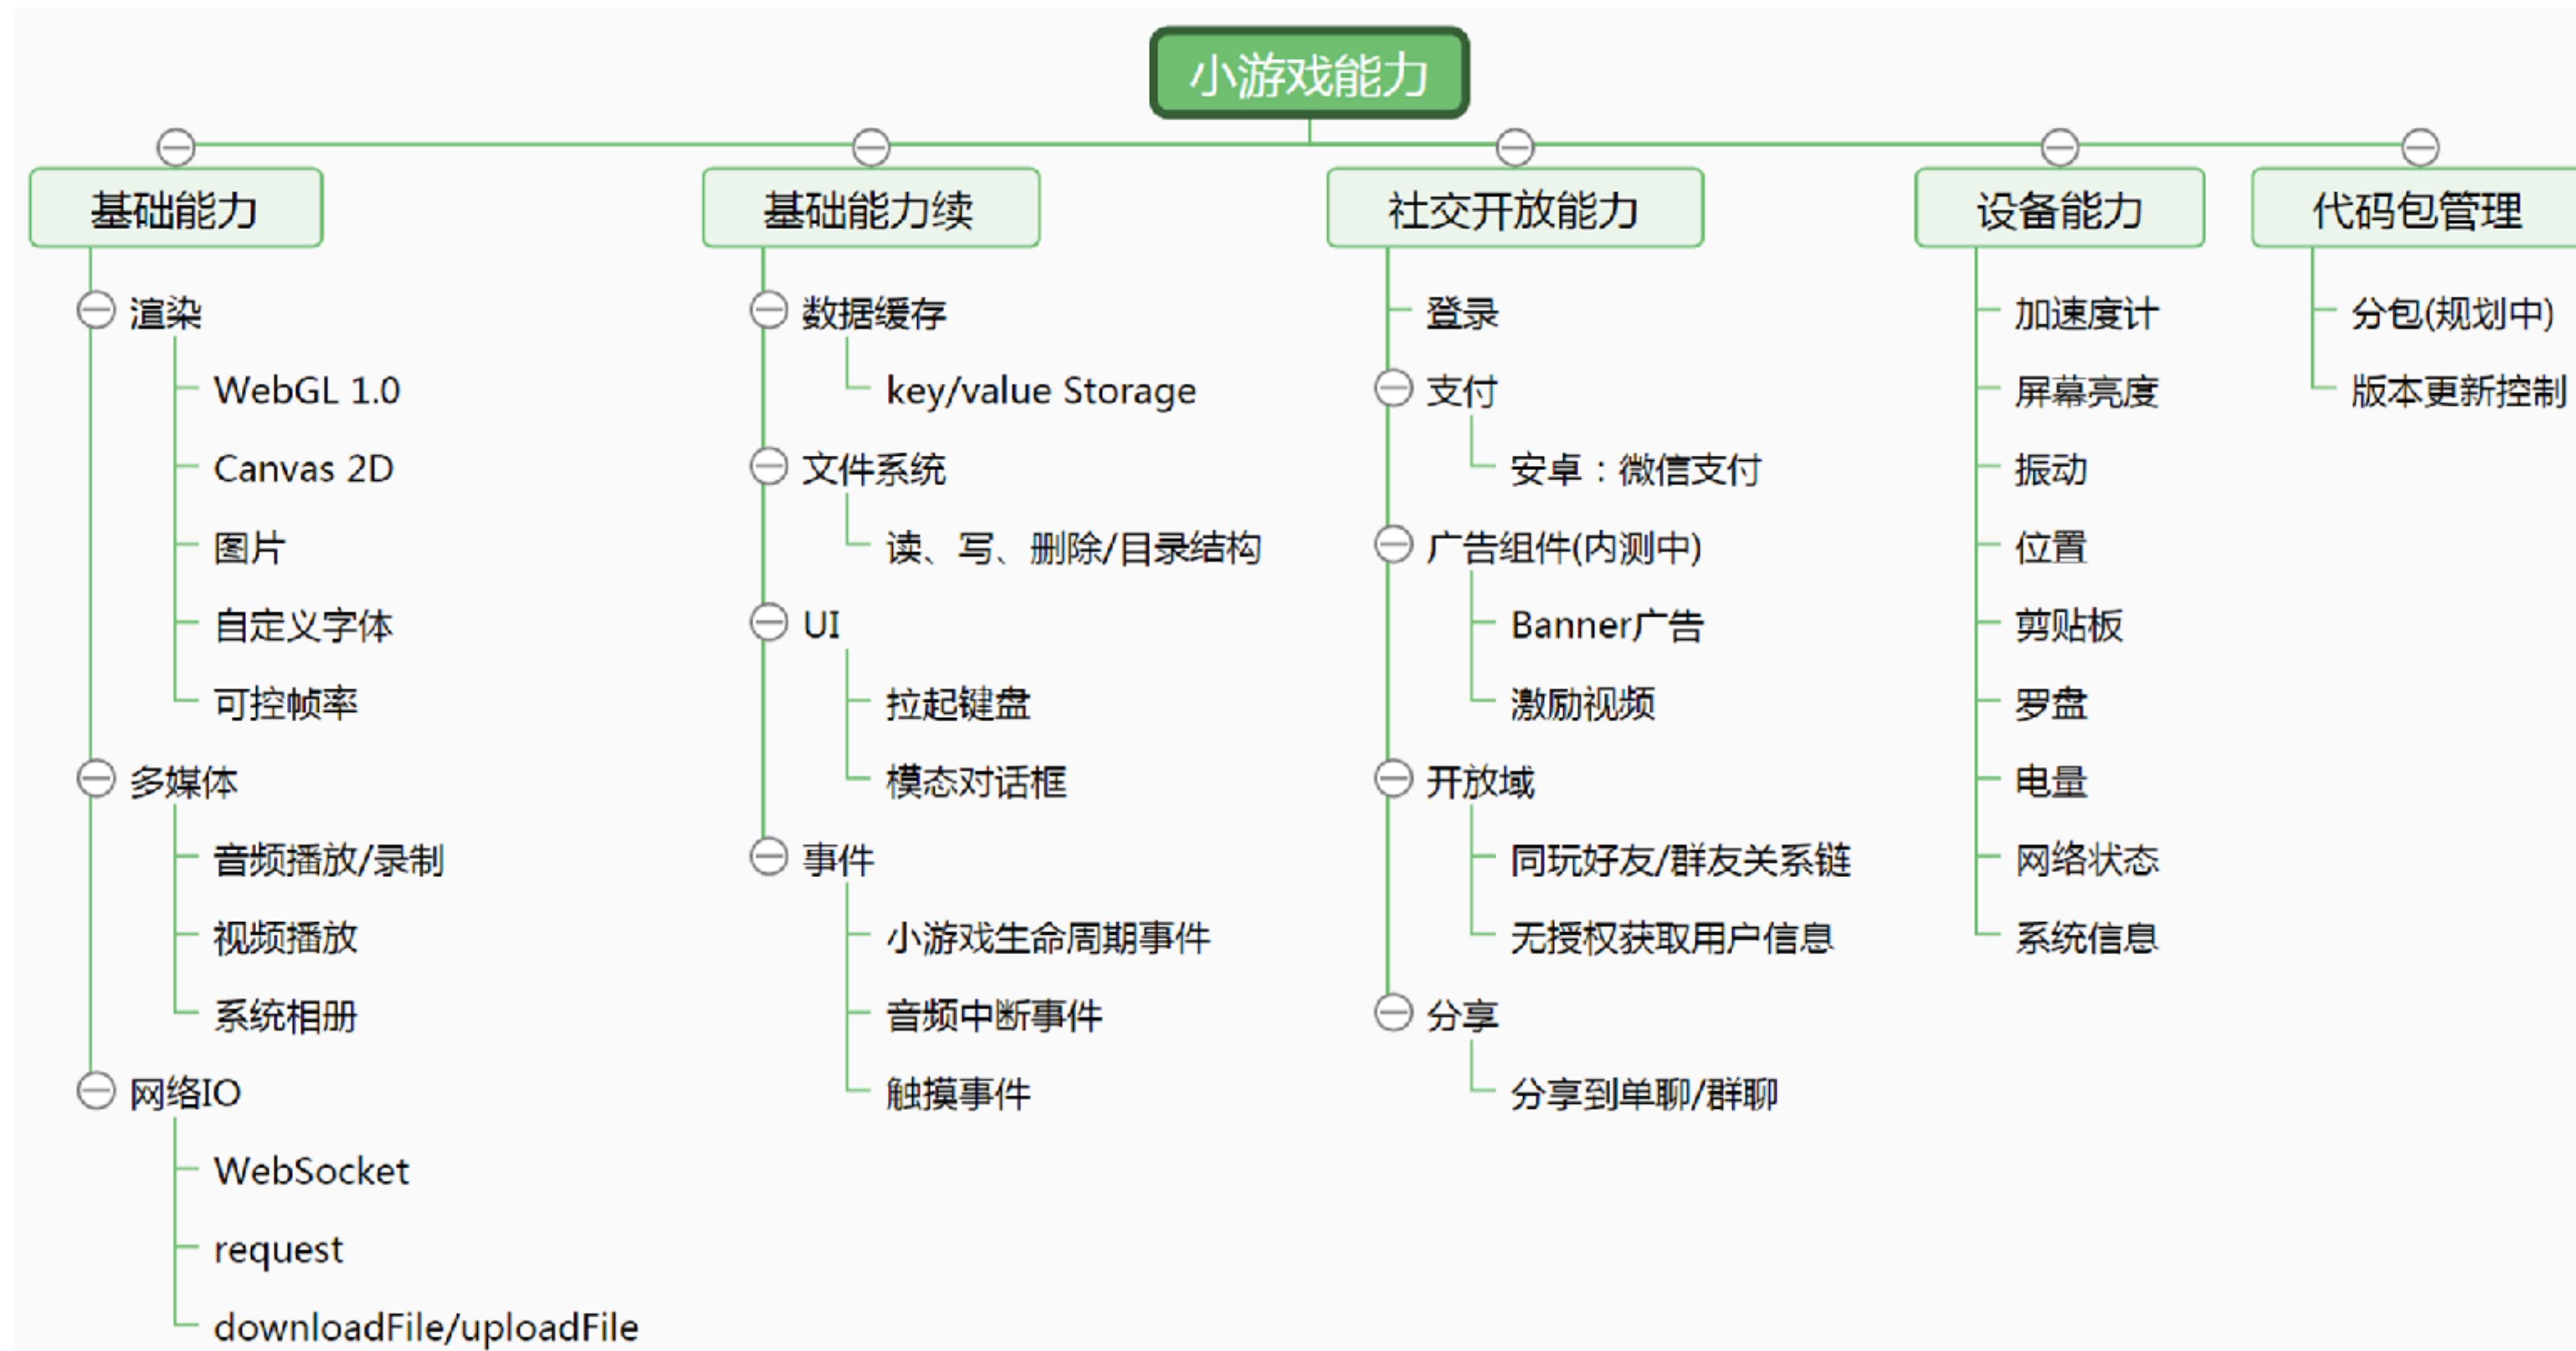 小游戏能力
基础能力
渲染
WebGL 1.0
Canvas 2D
图片
自定义字体
可控帧率
多媒体
音频播放/录制
视频播放
系统相册
网络IO
WebSocket
request
downloadFile/uploadFile
基础能力续
数据缓存
key/value Storage
文件系统
读、写、删除/目录结构
UI
拉起键盘
模态对话框
事件
小游戏生命周期事件
音频中断事件
触摸事件
社交开放能力
登录
支付
安卓：微信支付
广告组件(内测中)
Banner广告
激励视频
开放域
同玩好友/群友关系链
无授权获取用户信息
分享
分享到单聊/群聊
设备能力
加速度计
屏幕亮度
振动
位置
剪贴板
罗盘
电量
网络状态
系统信息
代码包管理
分包(规划中)
版本更新控制